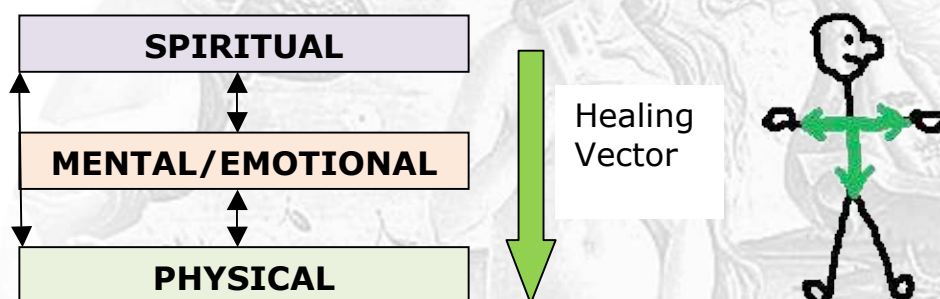 SPIRITUAL
MENTAL/EMOTIONAL
PHYSICAL
Healing
Vector